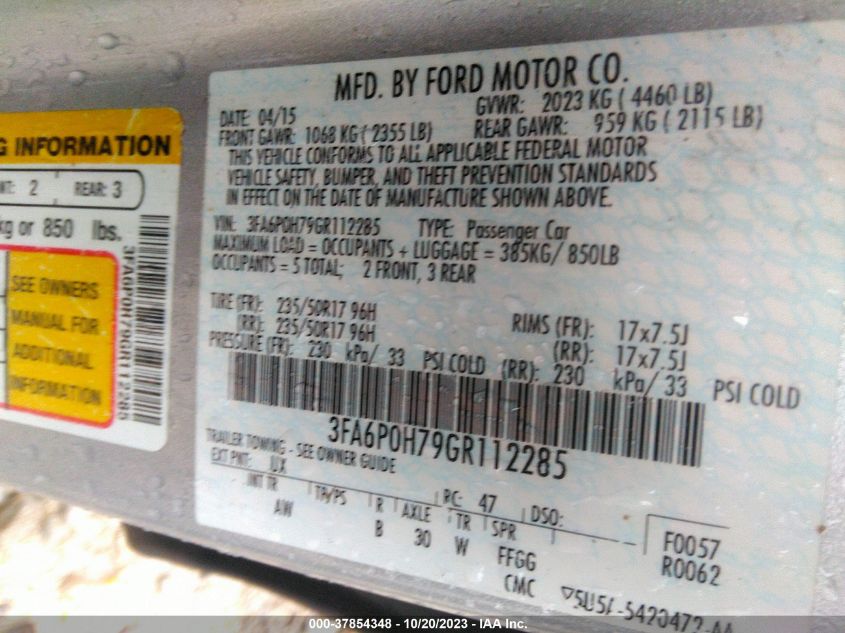 G INFORMATION
NT: 2 REAR: 3
kg or 850 lbs.
SEE OWNERS
MANUAL FOR
ADDITIONAL
INFORMATION
3FA6P0H79GR112285
MFD. BY FORD MOTOR CO.
DATE: 04/15 GVWR: 2023 KG ( 4460 LB)
FRONT GAWR: 1068 KG ( 2355 LB) REAR GAWR: 959 KG ( 2115 LB)
THIS VEHICLE CONFORMS TO ALL APPLICABLE FEDERAL MOTOR
VEHICLE SAFETY, BUMPER, AND THEFT PREVENTION STANDARDS
IN EFFECT ON THE DATE OF MANUFACTURE SHOWN ABOVE.
VIN: 3FA6P0H79GR112285 TYPE: Passenger Car
MAXIMUM LOAD = OCCUPANTS + LUGGAGE = 385KG/ 850LB
OCCUPANTS = 5 TOTAL; 2 FRONT, 3 REAR
TIRE (FR): 235/50R17 96H RIMS (FR): 17x7.5J
(RR): 235/50R17 96H (RR): 17x7.5J
PRESSURE (FR): 230 kPa/ 33 PSI COLD (RR): 230 kPa/ 33 PSI COLD
3FA6P0H79GR112285
TRAILER TOWING - SEE OWNER GUIDE
EXT PNT: UX RC: 47 DSO:
INT TR TP/PS R AXLE TR SPR F0057
AW B 30 W FFGG R0062
CMC
000-37854348 - 10/20/2023 - IAA Inc.